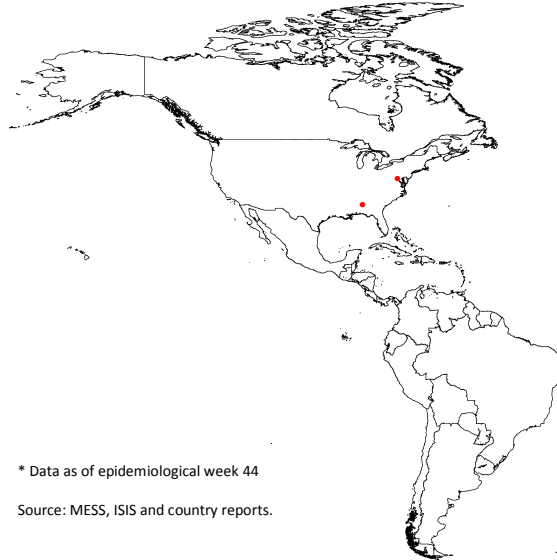 * Data as of epidemiological week 44
Source: MESS, ISIS and country reports.